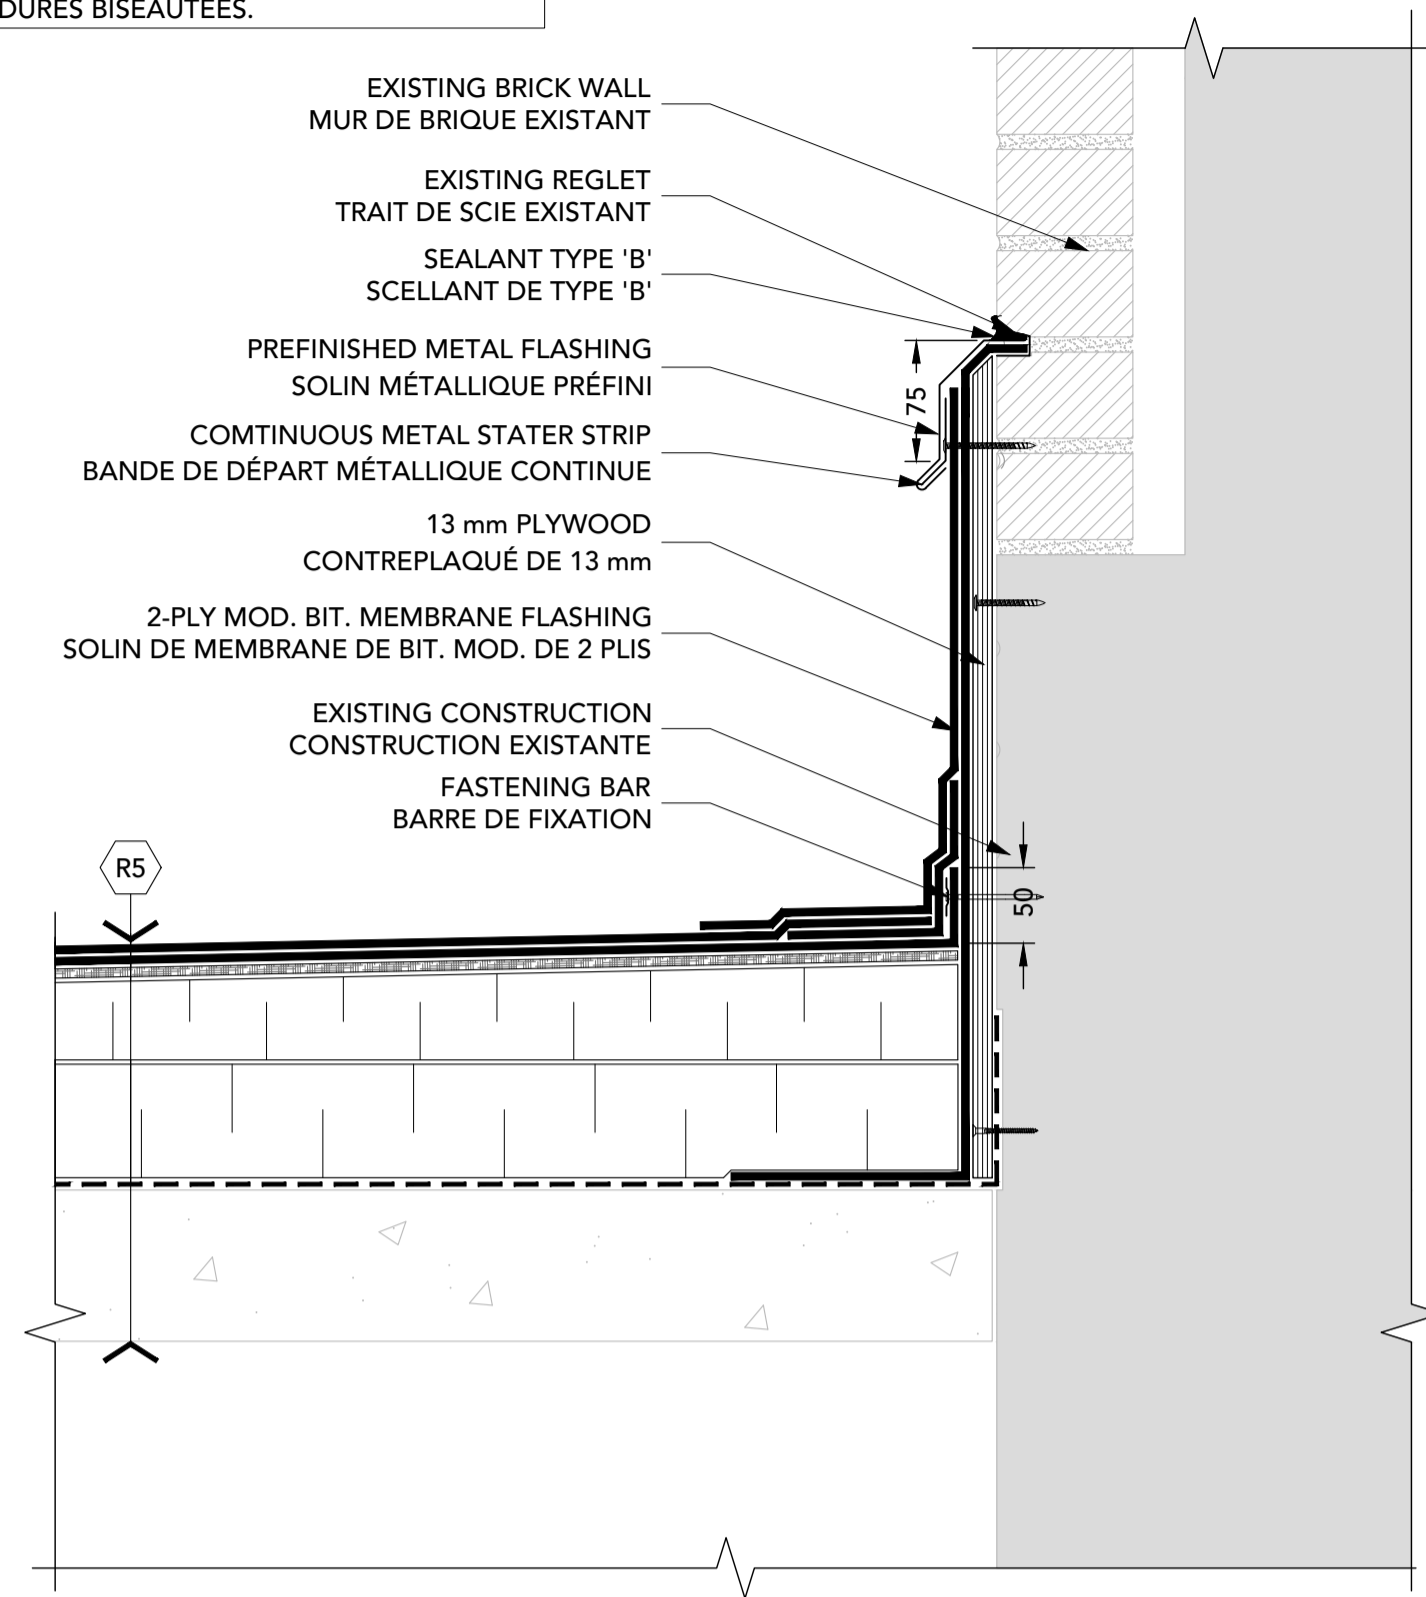 DURES BISEAUTÉES.
EXISTING BRICK WALL
MUR DE BRIQUE EXISTANT
EXISTING REGLET
TRAIT DE SCIE EXISTANT
SEALANT TYPE 'B'
SCELLANT DE TYPE 'B'
PREFINISHED METAL FLASHING
SOLIN MÉTALLIQUE PRÉFINI
75
COMTINUOUS METAL STATER STRIP
BANDE DE DÉPART MÉTALLIQUE CONTINUE
13 mm PLYWOOD
CONTREPLAQUÉ DE 13 mm
2-PLY MOD. BIT. MEMBRANE FLASHING
SOLIN DE MEMBRANE DE BIT. MOD. DE 2 PLIS
EXISTING CONSTRUCTION
CONSTRUCTION EXISTANTE
FASTENING BAR
BARRE DE FIXATION
R5
50